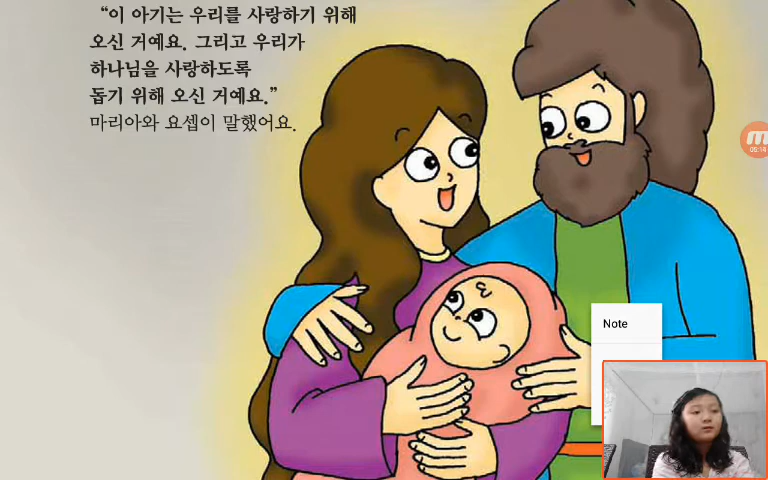 “이 아기는 우리를 사랑하기 위해
오신 거예요. 그리고 우리가
하나님을 사랑하도록
돕기 위해 오신 거예요.”
마리아와 요셉이 말했어요.
Note
06:14